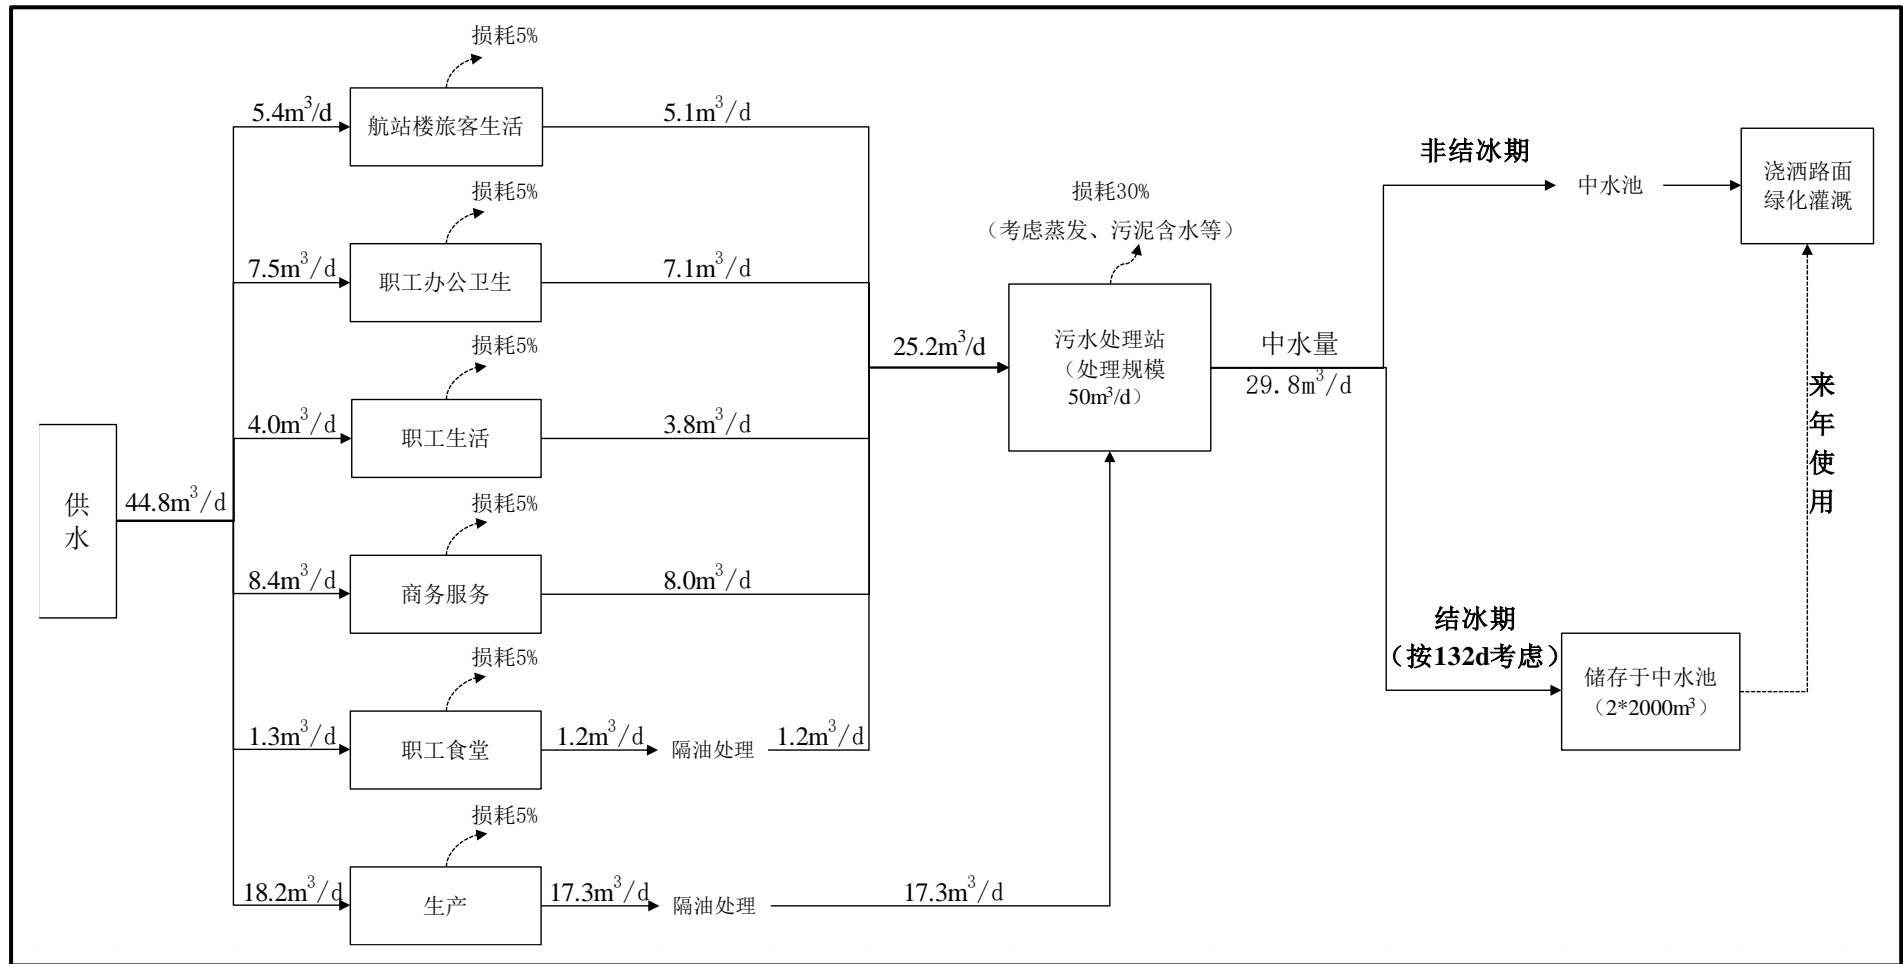 损耗5%
5.4m³/d
航站楼旅客生活
5.1m³/d
损耗5%
7.5m³/d
职工办公卫生
7.1m³/d
损耗5%
4.0m³/d
职工生活
3.8m³/d
供
水
44.8m³/d
损耗5%
8.4m³/d
商务服务
8.0m³/d
损耗5%
1.3m³/d
职工食堂
1.2m³/d
隔油处理
1.2m³/d
损耗5%
18.2m³/d
生产
17.3m³/d
隔油处理
17.3m³/d
25.2m³/d
损耗30%
（考虑蒸发、污泥含水等）
污水处理站
（处理规模
50m³/d）
中水量
29.8m³/d
非结冰期
中水池
浇洒路面
绿化灌溉
结冰期
（按132d考虑）
储存于中水池
（2*2000m³）
来
年
使
用